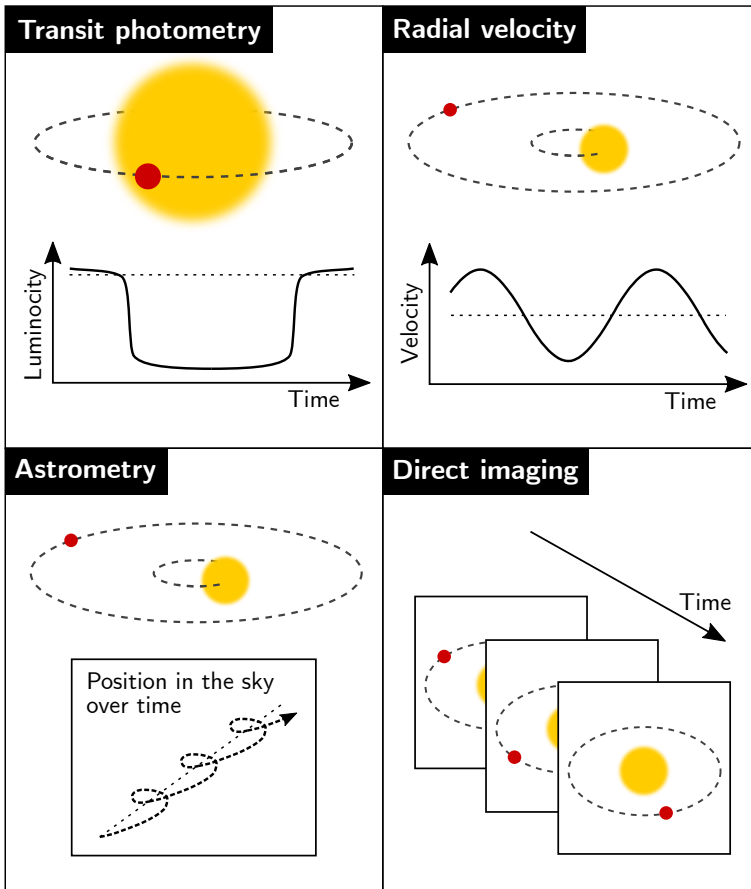 Transit photometry
Luminocity
Time
Radial velocity
Velocity
Time
Astrometry
Position in the sky
over time
Direct imaging
Time